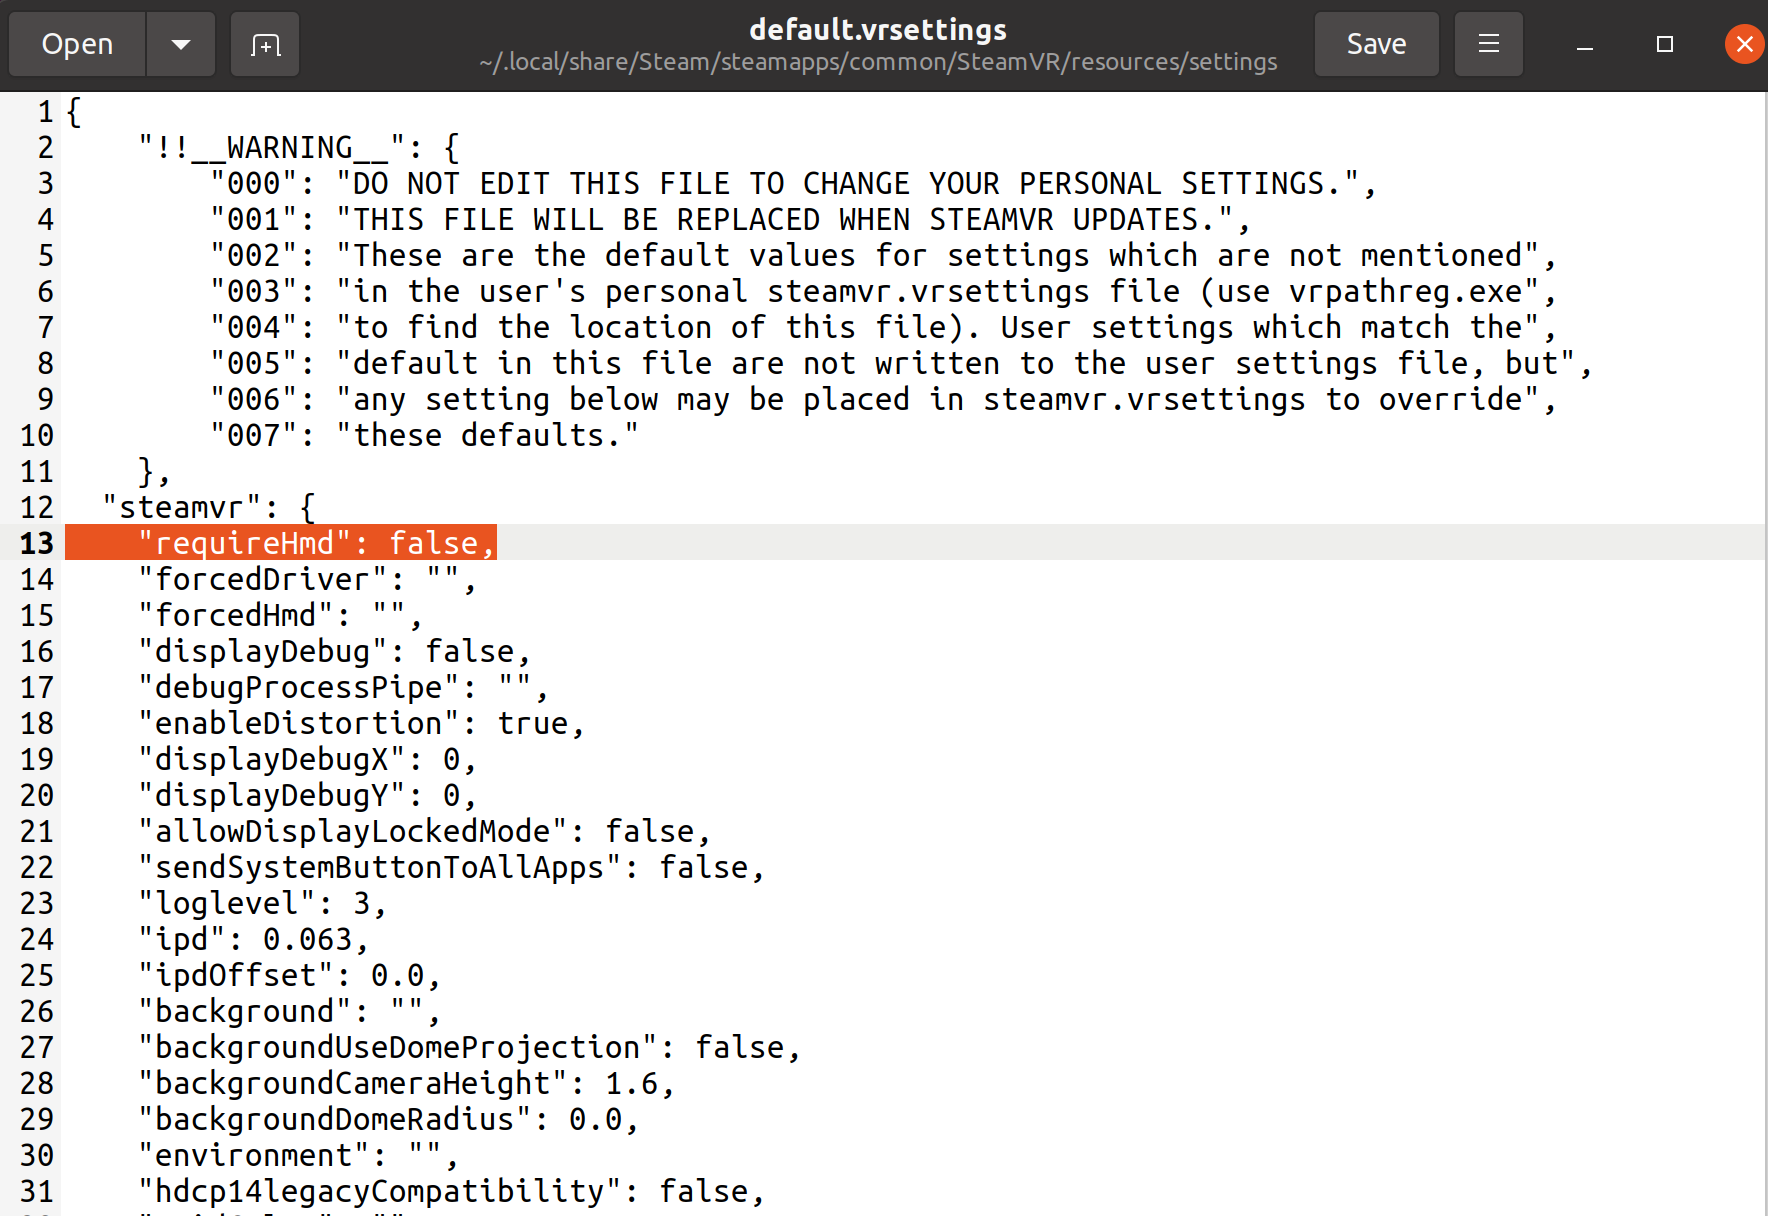 Open
default.vrsettings
~/.local/share/Steam/steamapps/common/SteamVR/resources/settings
Save
1 {
2     "!!__WARNING__": {
3         "000": "DO NOT EDIT THIS FILE TO CHANGE YOUR PERSONAL SETTINGS.",
4         "001": "THIS FILE WILL BE REPLACED WHEN STEAMVR UPDATES.",
5         "002": "These are the default values for settings which are not mentioned",
6         "003": "in the user's personal steamvr.vrsettings file (use vrpathreg.exe",
7         "004": "to find the location of this file). User settings which match the",
8         "005": "default in this file are not written to the user settings file, but",
9         "006": "any setting below may be placed in steamvr.vrsettings to override",
10         "007": "these defaults."
11     },
12   "steamvr": {
13     "requireHmd": false,
14     "forcedDriver": "",
15     "forcedHmd": "",
16     "displayDebug": false,
17     "debugProcessPipe": "",
18     "enableDistortion": true,
19     "displayDebugX": 0,
20     "displayDebugY": 0,
21     "allowDisplayLockedMode": false,
22     "sendSystemButtonToAllApps": false,
23     "loglevel": 3,
24     "ipd": 0.063,
25     "ipdOffset": 0.0,
26     "background": "",
27     "backgroundUseDomeProjection": false,
28     "backgroundCameraHeight": 1.6,
29     "backgroundDomeRadius": 0.0,
30     "environment": "",
31     "hdcp14legacyCompatibility": false,